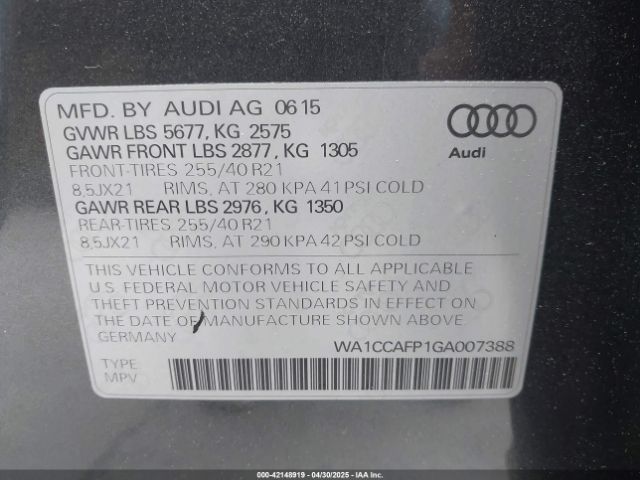 MFD. BY AUDI AG 0615
GVWR LBS 5677, KG 2575
GAWR FRONT LBS 2877, KG 1305
FRONT-TIRES 255/40 R21
8,5JX21 RIMS, AT 280 KPA 41 PSI COLD
GAWR REAR LBS 2976, KG 1350
REAR-TIRES 255/40 R21
8,5JX21 RIMS, AT 290 KPA 42 PSI COLD
Audi
THIS VEHICLE CONFORMS TO ALL APPLICABLE
U.S. FEDERAL MOTOR VEHICLE SAFETY AND
THEFT PREVENTION STANDARDS IN EFFECT ON
THE DATE OF MANUFACTURE SHOWN ABOVE
GERMANY
WA1CCAFP1GA007388
TYPE
MPV
000-42148919 - 04/30/2025 - IAAI.COM